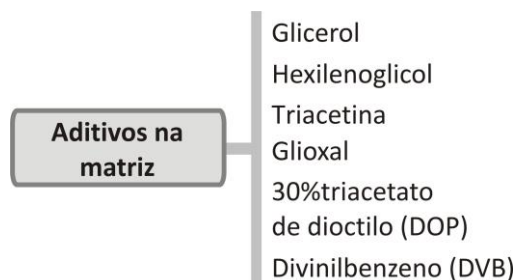 Aditivos na
matriz
Glicerol
Hexilenoglicol
Triacetina
Glioxal
30%triacetato
de dioctilo (DOP)
Divinilbenzeno (DVB)